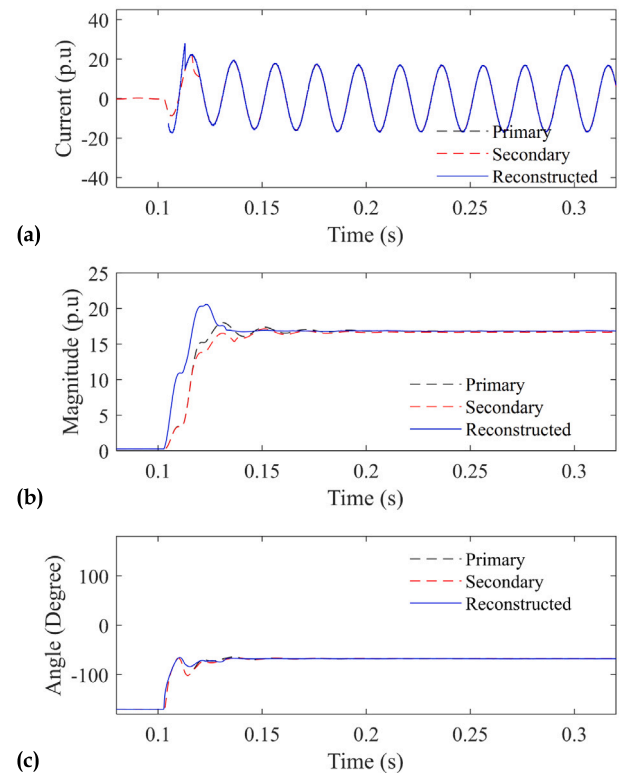 40
20
0
-20
-40
Current (p.u)
Primary
Secondary
Reconstructed
0.1 0.15 0.2 0.25 0.3
Time (s)
(a)
25
20
15
10
5
0
Magnitude (p.u)
Primary
Secondary
Reconstructed
0.1 0.15 0.2 0.25 0.3
Time (s)
(b)
100
0
-100
Angle (Degree)
Primary
Secondary
Reconstructed
0.1 0.15 0.2 0.25 0.3
Time (s)
(c)